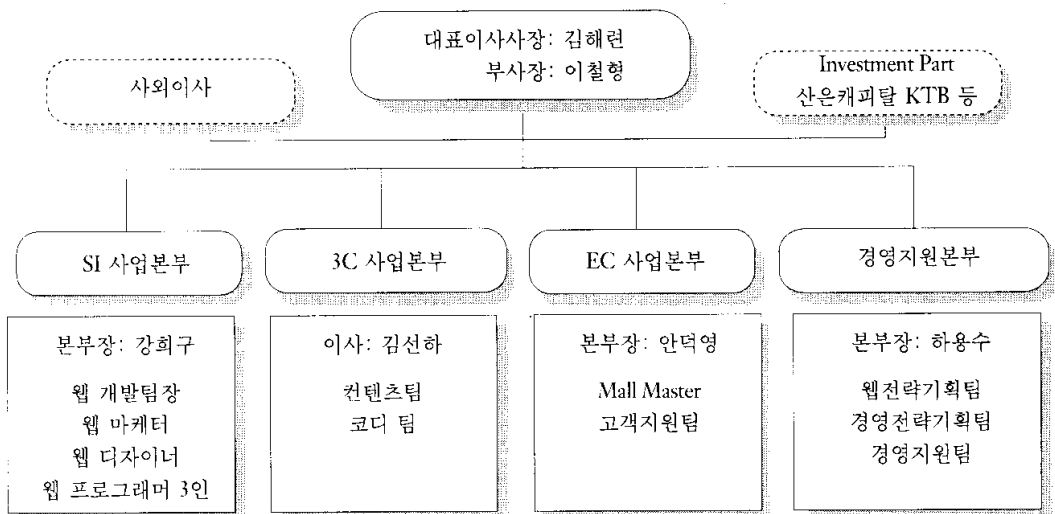 대표이사사장: 김해련
부사장: 이철형
사외이사
Investment Part
산은캐피탈 KTB 등
SI 사업본부
3C 사업본부
EC 사업본부
경영지원본부
본부장: 강희구
웹 개발팀장
웹 마케터
웹 디자이너
웹 프로그래머 3인
이사: 김선하
컨텐츠팀
코디 팀
본부장: 안덕영
Mall Master
고객지원팀
본부장: 하용수
웹전략기획팀
경영전략기획팀
경영지원팀